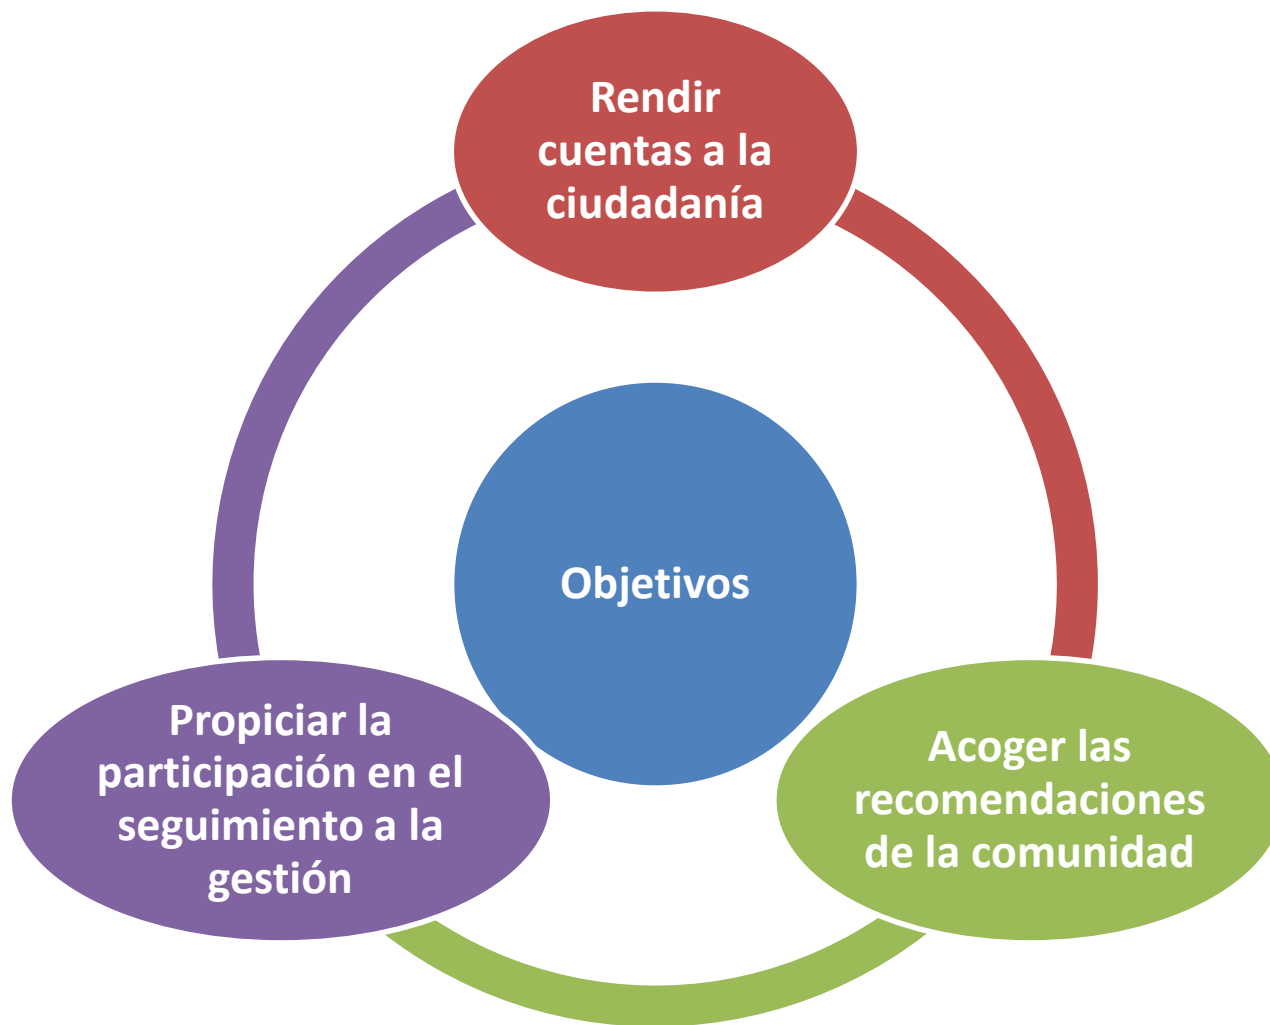 Rendir
cuentas a la
ciudadanía
Objetivos
Propiciar la
participación en el
seguimiento a la
gestión
Acoger las
recomendaciones
de la comunidad